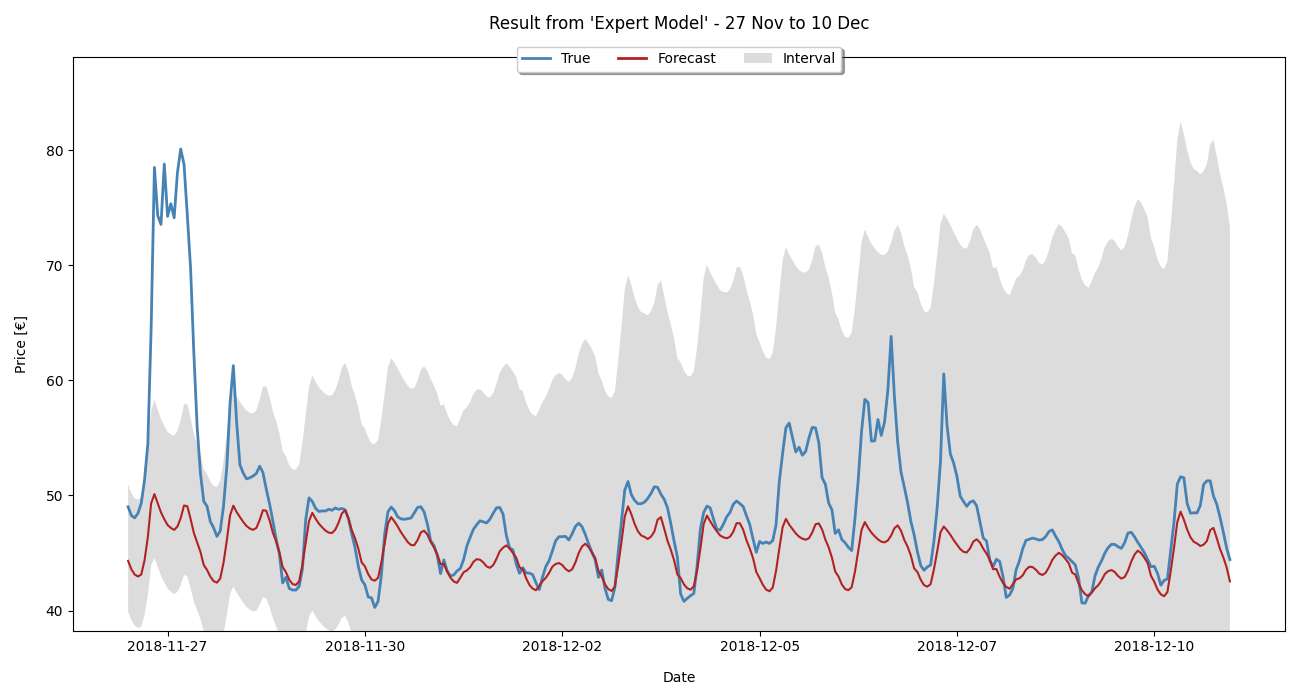 Result from 'Expert Model' - 27 Nov to 10 Dec
True Forecast Interval
Price [€]
80
70
60
50
40
2018-11-27 2018-11-30 2018-12-02 2018-12-05 2018-12-07 2018-12-10
Date